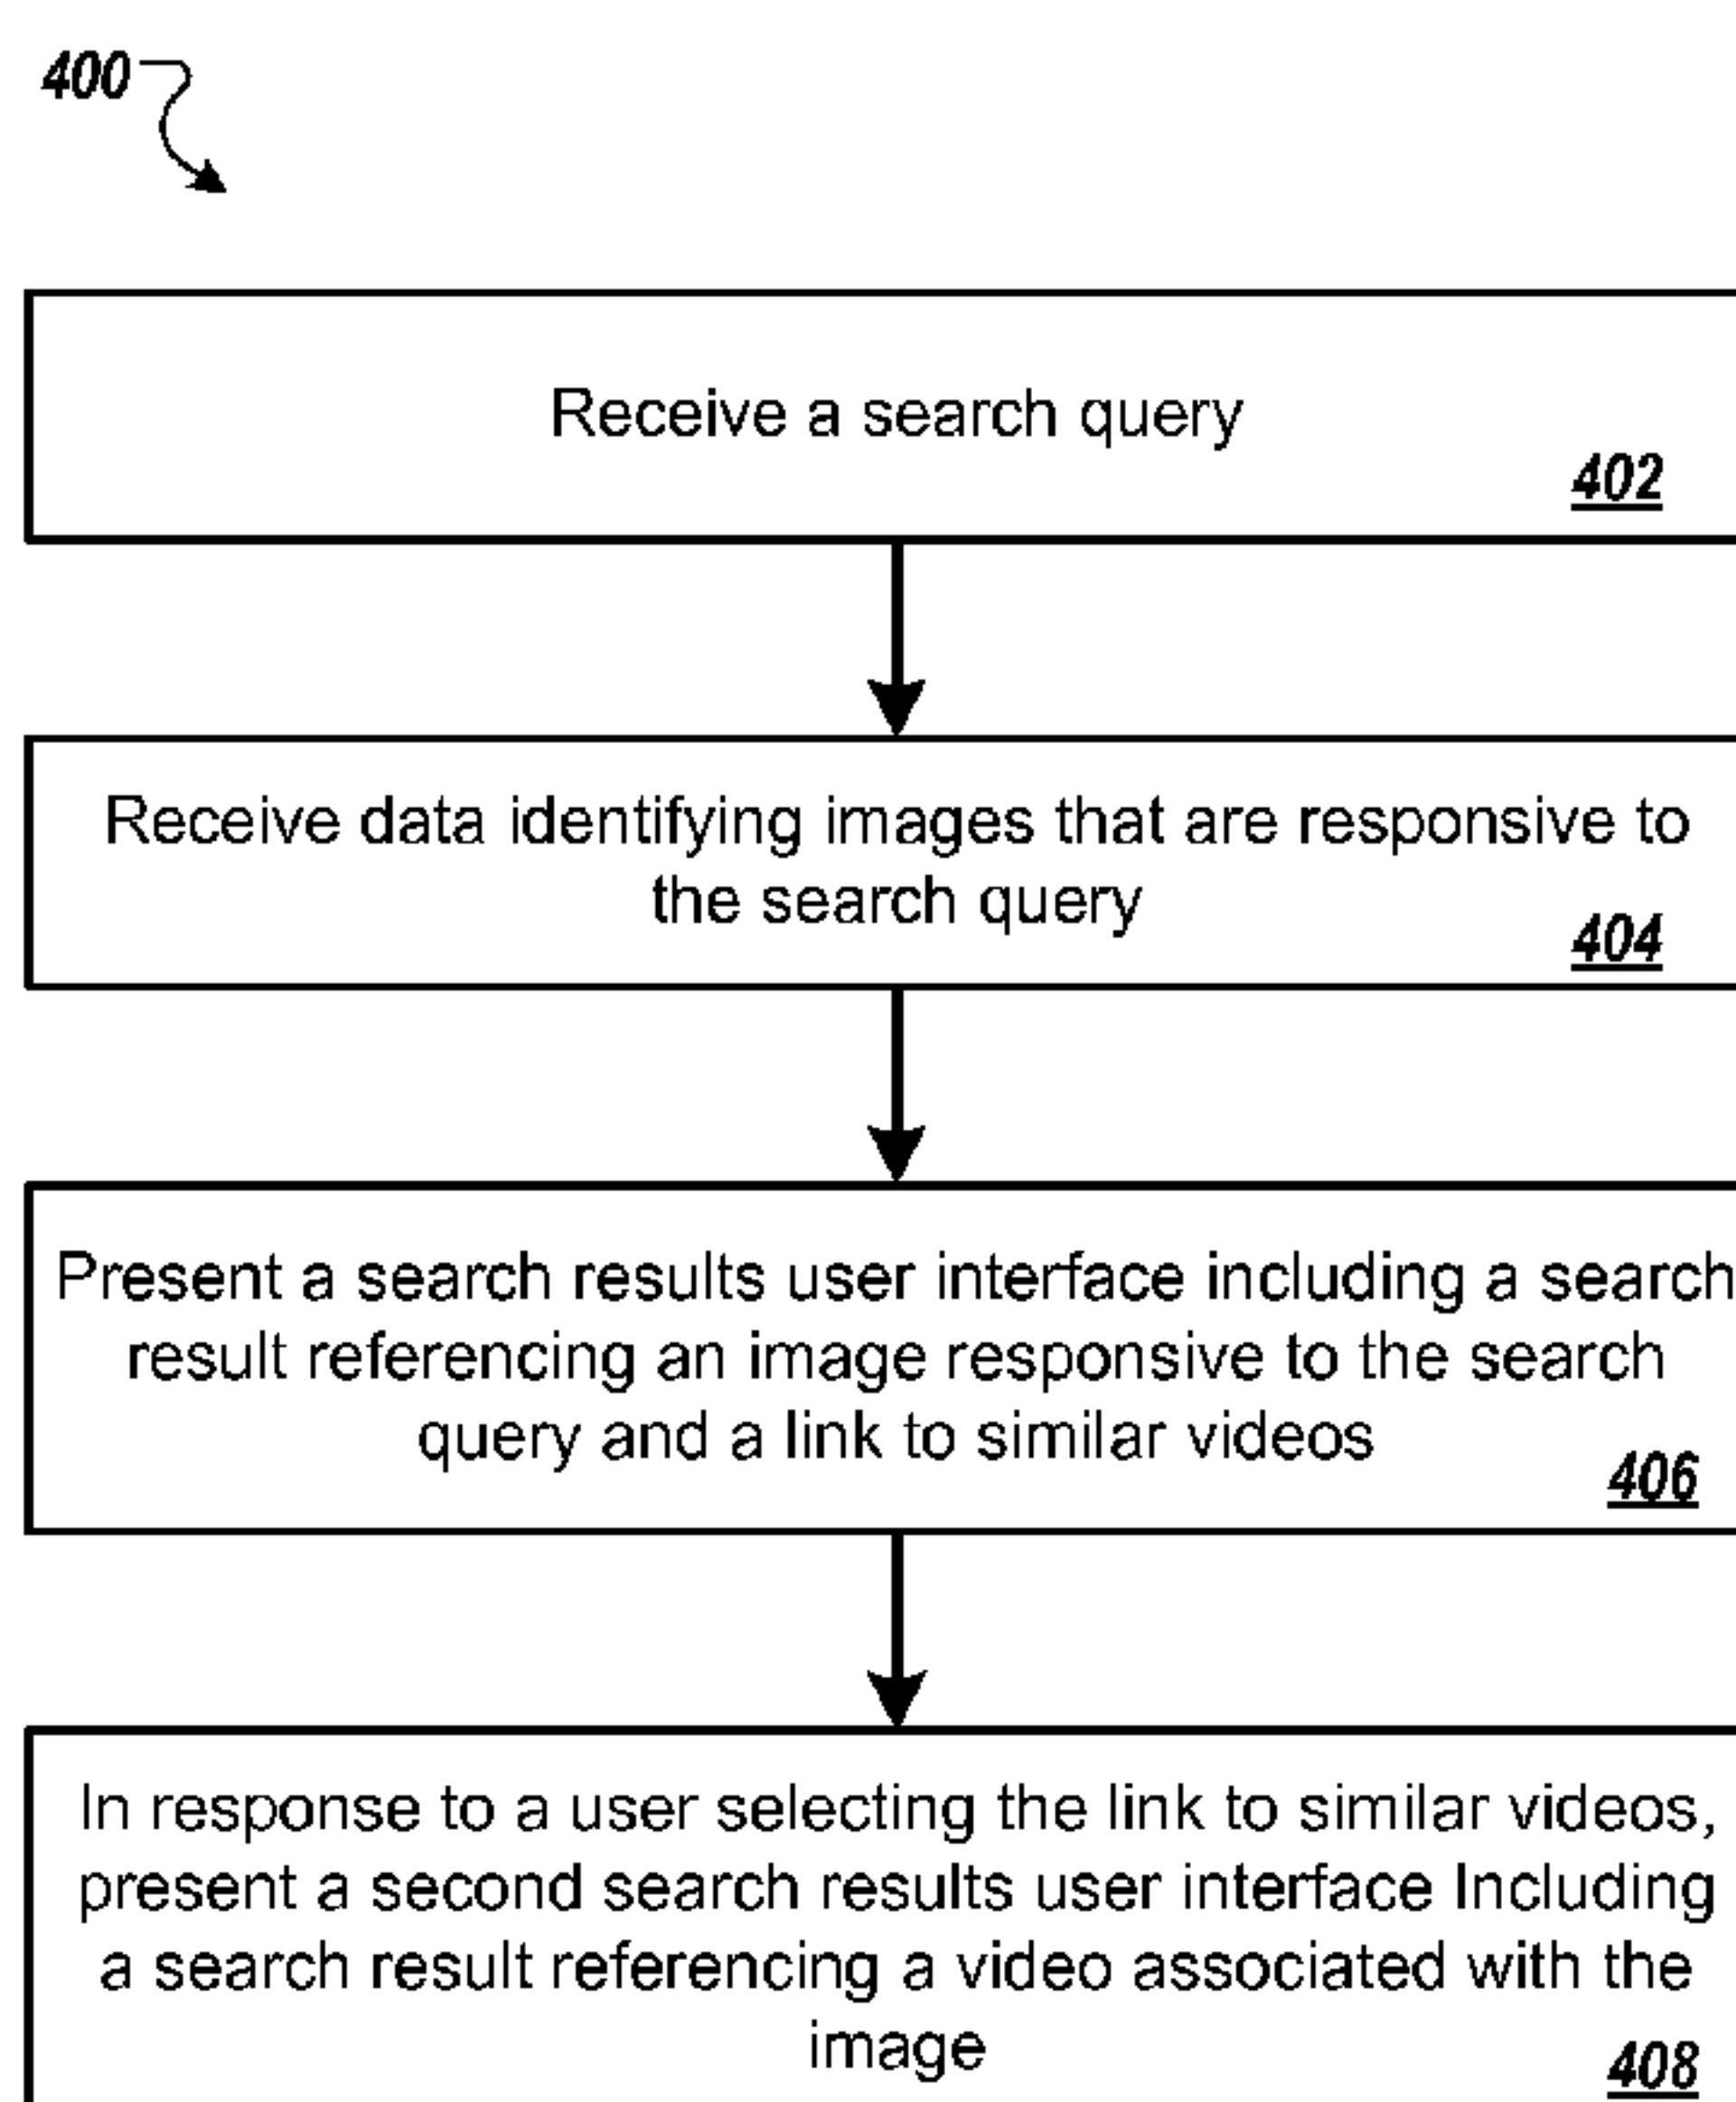 400
Receive a search query
402
Receive data identifying images that are responsive to
the search query
404
Present a search results user interface including a search
result referencing an image responsive to the search
query and a link to similar videos
406
In response to a user selecting the link to similar videos,
present a second search results user interface Including
a search result referencing a video associated with the
image
408